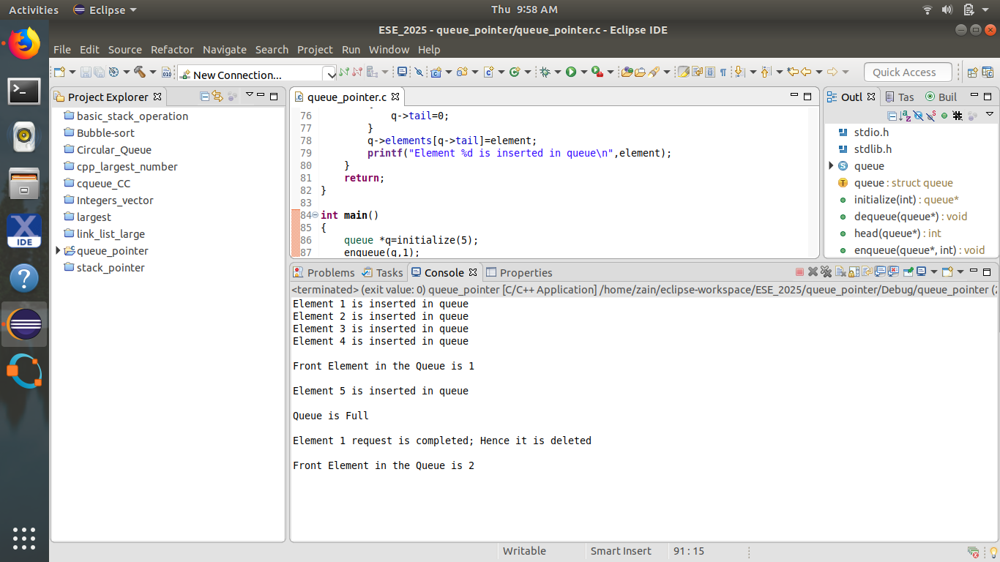 Activities Eclipse Thu 9:58 AM
ESE_2025 - queue_pointer/queue_pointer.c - Eclipse IDE
File Edit Source Refactor Navigate Search Project Run Window Help
New Connection... Quick Access
Project Explorer
basic_stack_operation
Bubble-sort
Circular_Queue
cpp_largest_number
cqueue_CC
Integers_vector
largest
link_list_large
queue_pointer
stack_pointer
queue_pointer.c
76 q->tail=0;
77 }
78 q->elements[q->tail]=element;
79 printf("Element %d is inserted in queue\n",element);
80 }
81 return;
82 }
83
84 int main()
85 {
86 queue *q=initialize(5);
87 enqueue(q,1);
Outl Tas Buil
stdio.h
stdlib.h
queue
queue : struct queue
initialize(int) : queue*
dequeue(queue*) : void
head(queue*) : int
enqueue(queue*, int) : void
Problems Tasks Console Properties
<terminated> (exit value: 0) queue_pointer [C/C++ Application] /home/zain/eclipse-workspace/ESE_2025/queue_pointer/Debug/queue_pointer (2
Element 1 is inserted in queue
Element 2 is inserted in queue
Element 3 is inserted in queue
Element 4 is inserted in queue
Front Element in the Queue is 1
Element 5 is inserted in queue
Queue is Full
Element 1 request is completed; Hence it is deleted
Front Element in the Queue is 2
Writable Smart Insert 91 : 15
IDE